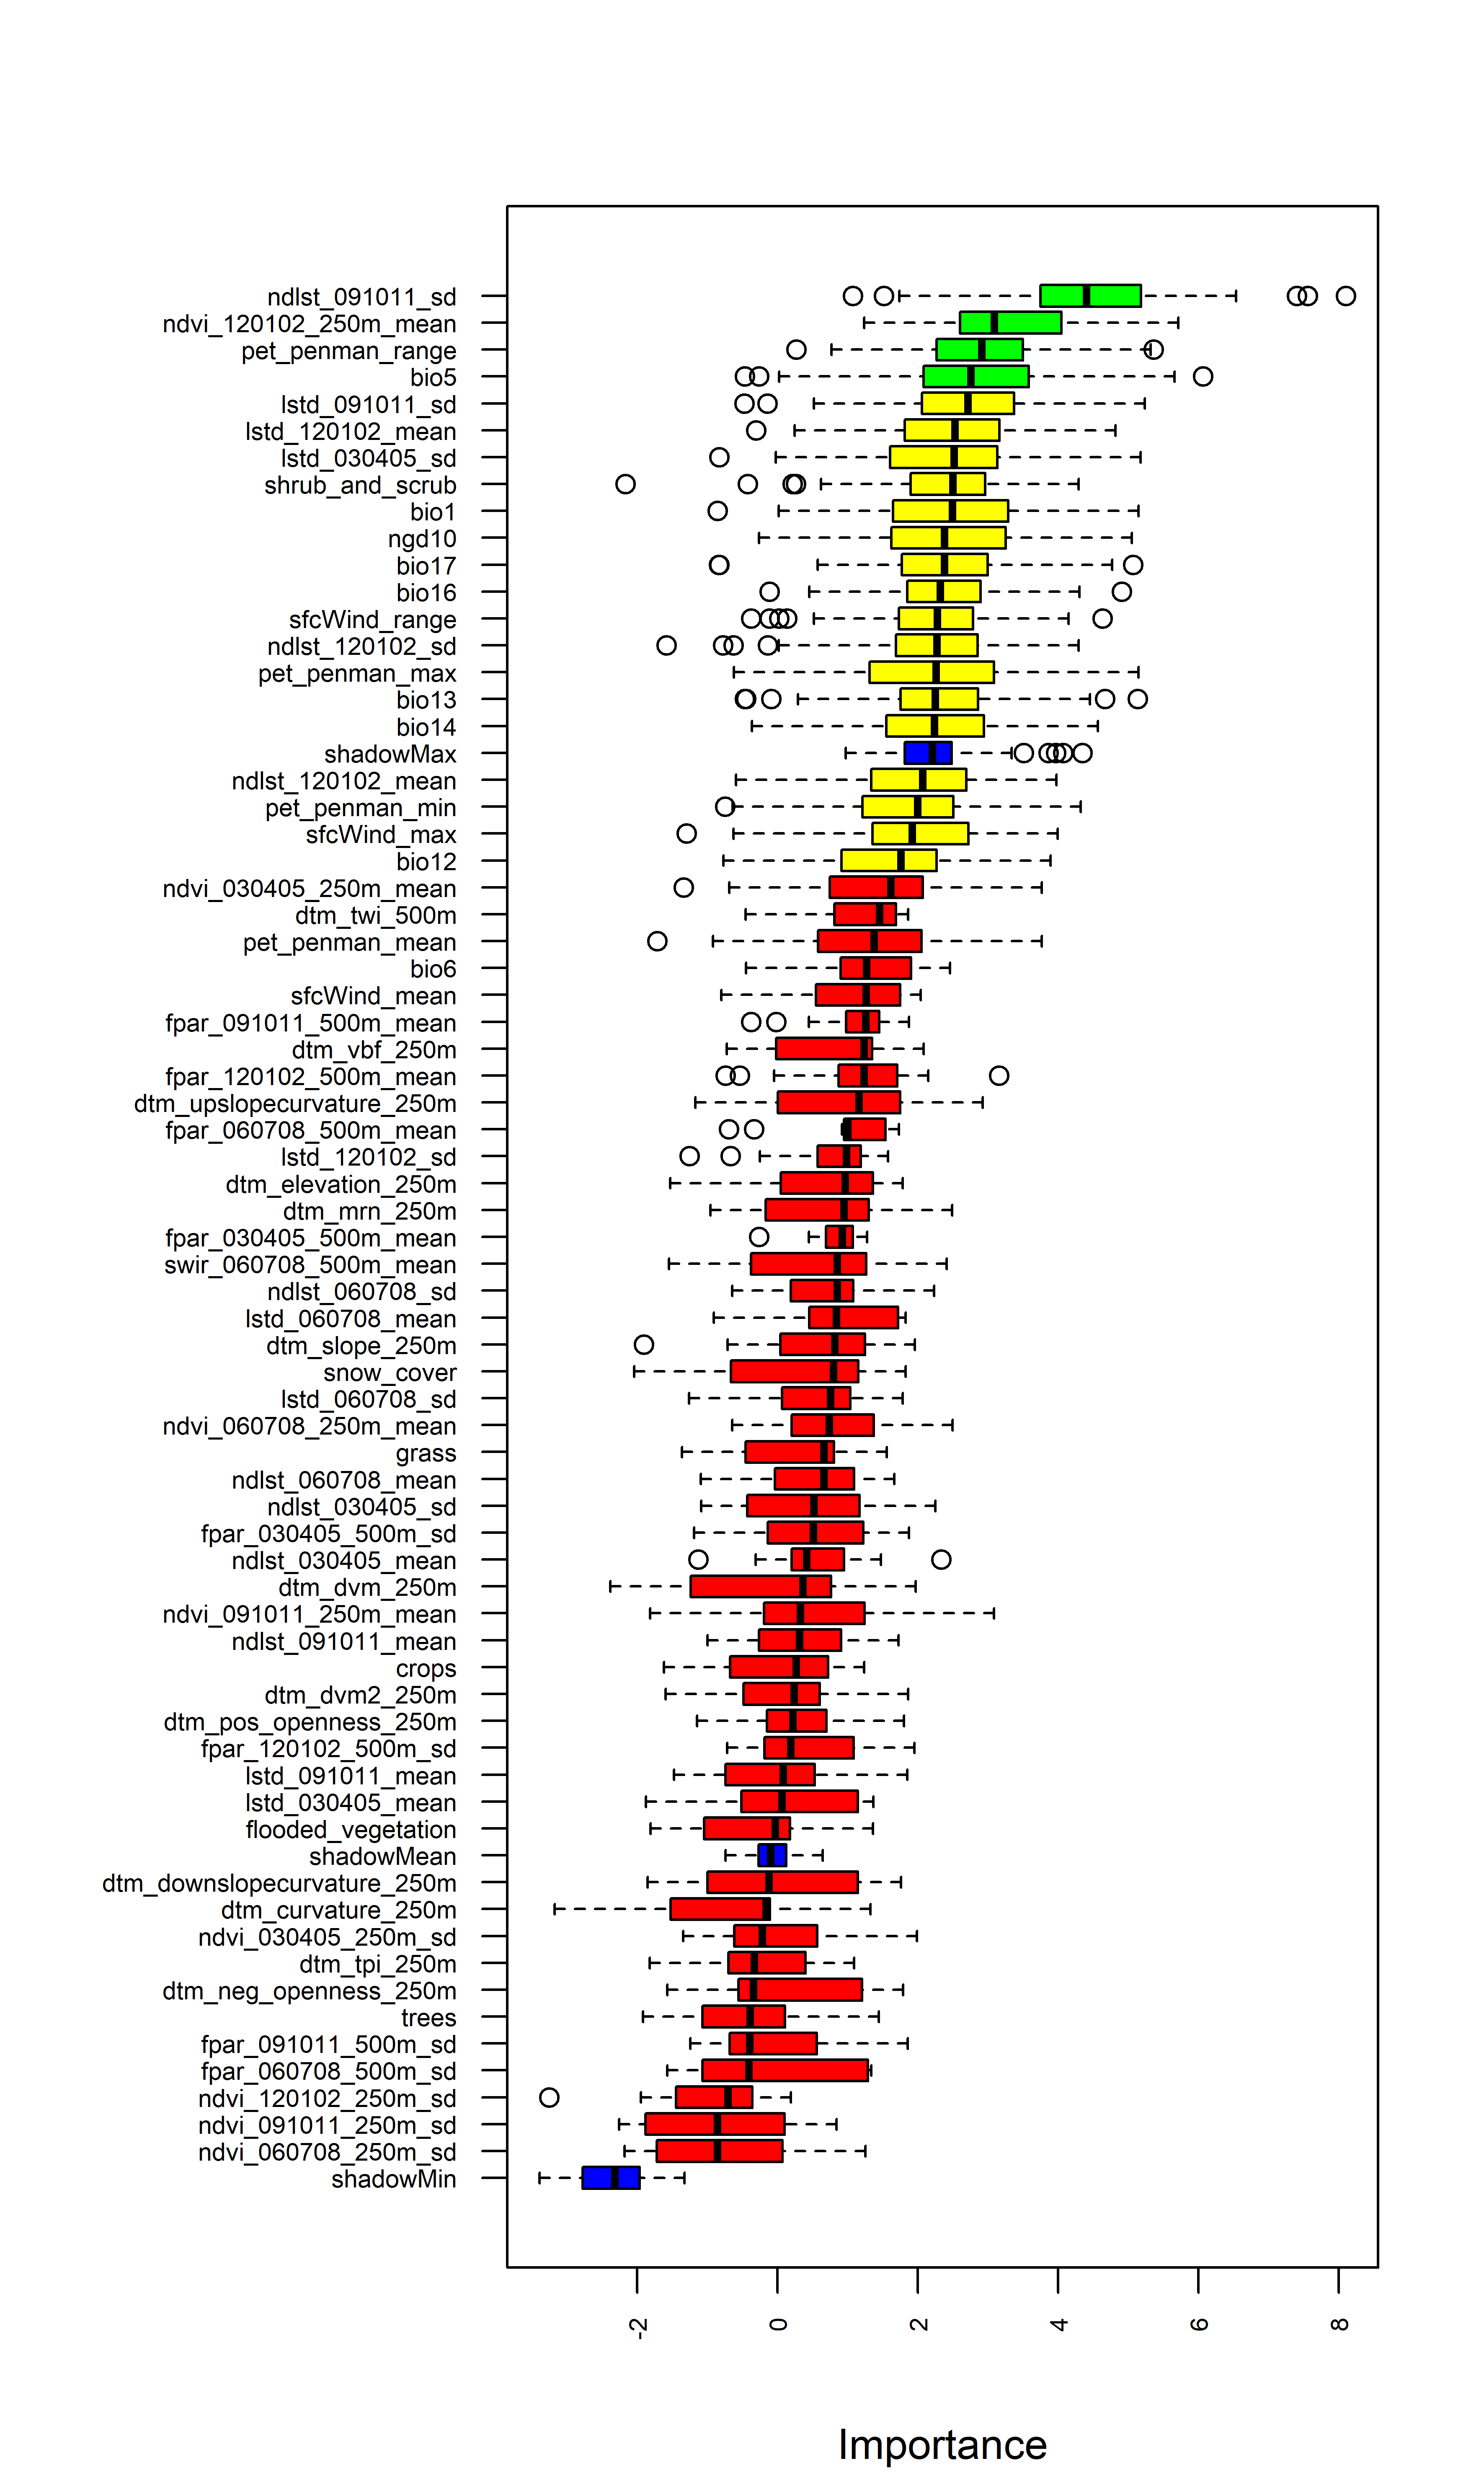 ndlst_091011_sd
ndvi_120102_250m_mean
pet_penman_range
bio5
lstd_091011_sd
lstd_120102_mean
lstd_030405_sd
shrub_and_scrub
bio1
ngd10
bio17
bio16
sfcWind_range
ndlst_120102_sd
pet_penman_max
bio13
bio14
shadowMax
ndlst_120102_mean
pet_penman_min
sfcWind_max
bio12
ndvi_030405_250m_mean
dtm_twi_500m
pet_penman_mean
bio6
sfcWind_mean
fpar_091011_500m_mean
dtm_vbf_250m
fpar_120102_500m_mean
dtm_upslopecurvature_250m
fpar_060708_500m_mean
lstd_120102_sd
dtm_elevation_250m
dtm_mrn_250m
fpar_030405_500m_mean
swir_060708_500m_mean
ndlst_060708_sd
lstd_060708_mean
dtm_slope_250m
snow_cover
lstd_060708_sd
ndvi_060708_250m_mean
grass
ndlst_060708_mean
ndlst_030405_sd
fpar_030405_500m_sd
ndlst_030405_mean
dtm_dvm_250m
ndvi_091011_250m_mean
ndlst_091011_mean
crops
dtm_dvm2_250m
dtm_pos_openness_250m
fpar_120102_500m_sd
lstd_091011_mean
lstd_030405_mean
flooded_vegetation
shadowMean
dtm_downslopecurvature_250m
dtm_curvature_250m
ndvi_030405_250m_sd
dtm_tpi_250m
dtm_neg_openness_250m
trees
fpar_091011_500m_sd
fpar_060708_500m_sd
ndvi_120102_250m_sd
ndvi_091011_250m_sd
ndvi_060708_250m_sd
shadowMin
-2 0 2 4 6 8
Importance